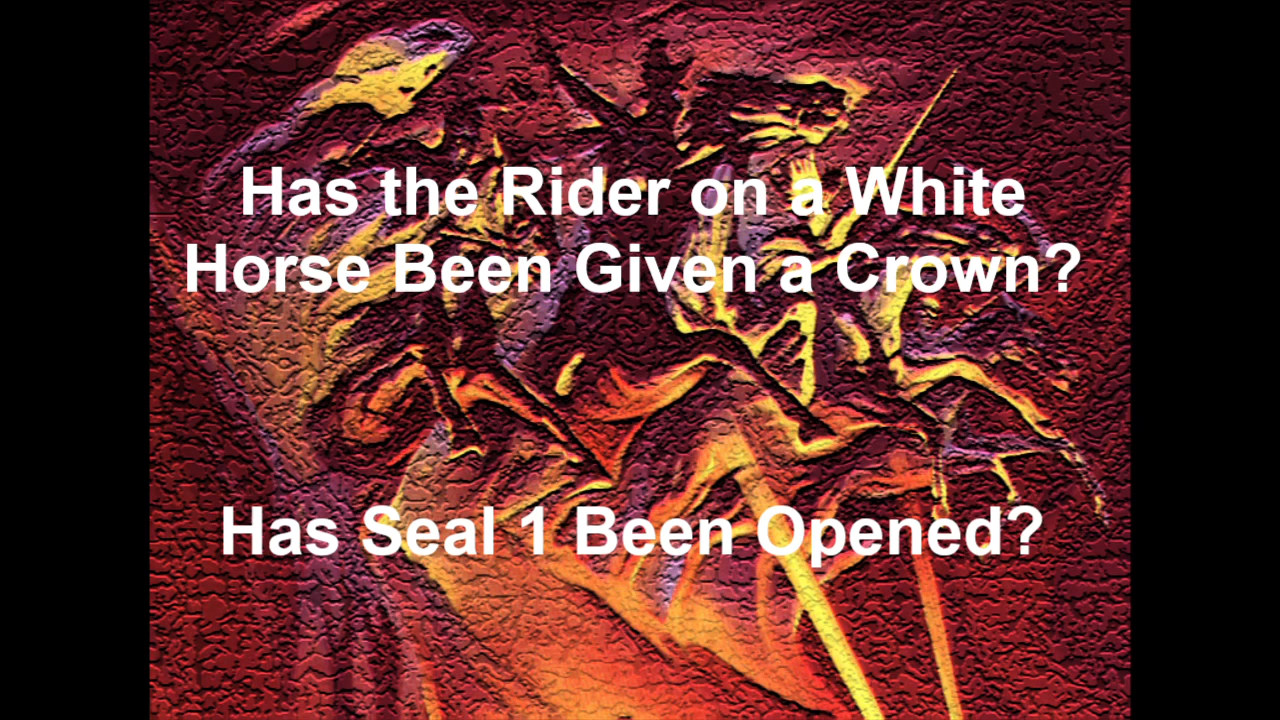 Has the Rider on a White
Horse Been Given a Crown?
Has Seal 1 Been Opened?